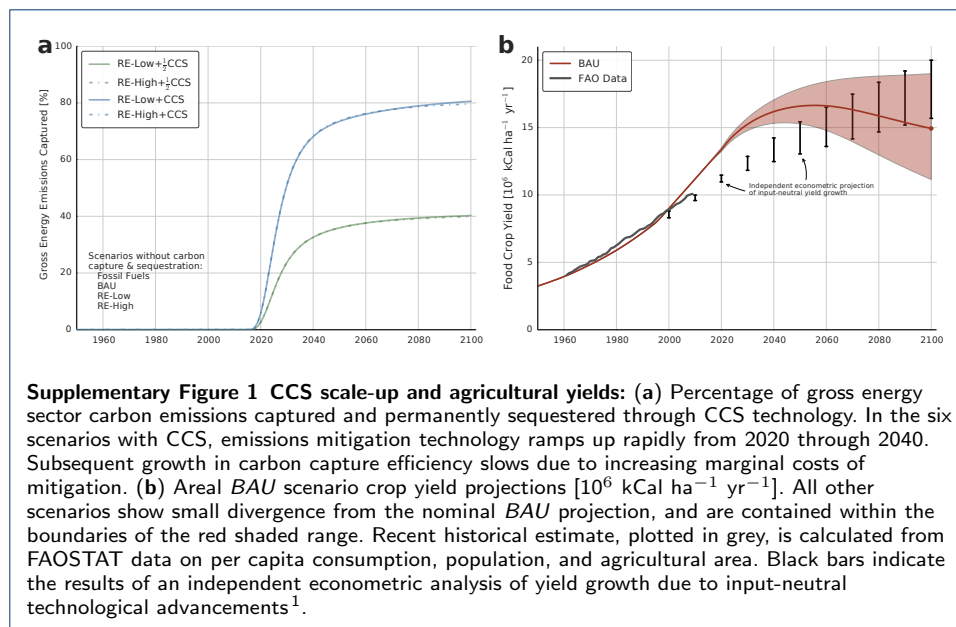 a
100
80
60
40
20
0
Gross Energy Emissions Captured [%]
RE-Low+½CCS
RE-High+½CCS
RE-Low+CCS
RE-High+CCS
Scenarios without carbon
capture & sequestration:
Fossil Fuels
BAU
RE-Low
RE-High
1960 1980 2000 2020 2040 2060 2080 2100
b
20
15
10
5
0
Food Crop Yield [10⁶ kCal ha⁻¹ yr⁻¹]
BAU
FAO Data
Independent econometric projection
of input-neutral yield growth
1960 1980 2000 2020 2040 2060 2080 2100
Supplementary Figure 1 CCS scale-up and agricultural yields: (a) Percentage of gross energy
sector carbon emissions captured and permanently sequestered through CCS technology. In the six
scenarios with CCS, emissions mitigation technology ramps up rapidly from 2020 through 2040.
Subsequent growth in carbon capture efficiency slows due to increasing marginal costs of
mitigation. (b) Areal BAU scenario crop yield projections [10⁶ kCal ha⁻¹ yr⁻¹]. All other
scenarios show small divergence from the nominal BAU projection, and are contained within the
boundaries of the red shaded range. Recent historical estimate, plotted in grey, is calculated from
FAOSTAT data on per capita consumption, population, and agricultural area. Black bars indicate
the results of an independent econometric analysis of yield growth due to input-neutral
technological advancements¹.